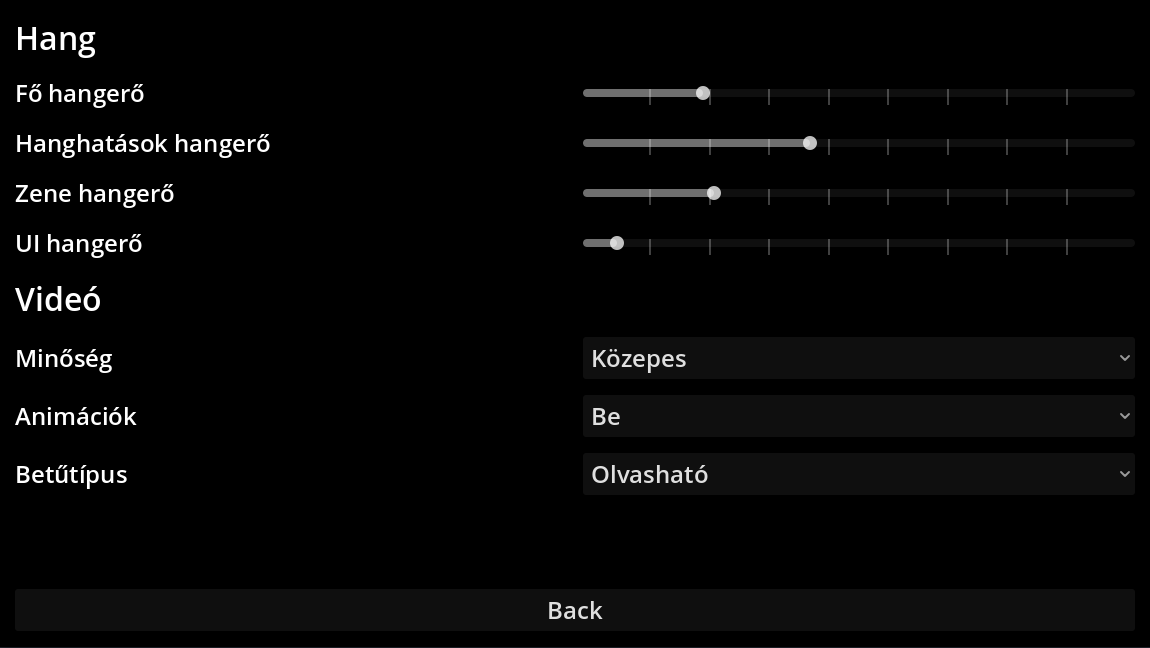 Hang
Fő hangerő
Hanghatások hangerő
Zene hangerő
UI hangerő
Videó
Minőség
Közepes
Animációk
Be
Betűtípus
Olvasható
Back